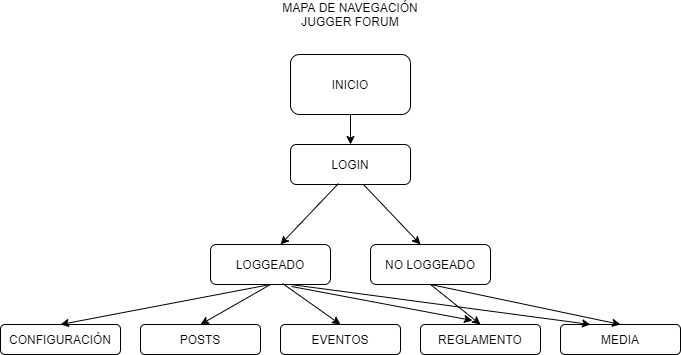 MAPA DE NAVEGACIÓN
JUGGER FORUM
INICIO
LOGIN
LOGGEADO
NO LOGGEADO
CONFIGURACIÓN
POSTS
EVENTOS
REGLAMENTO
MEDIA